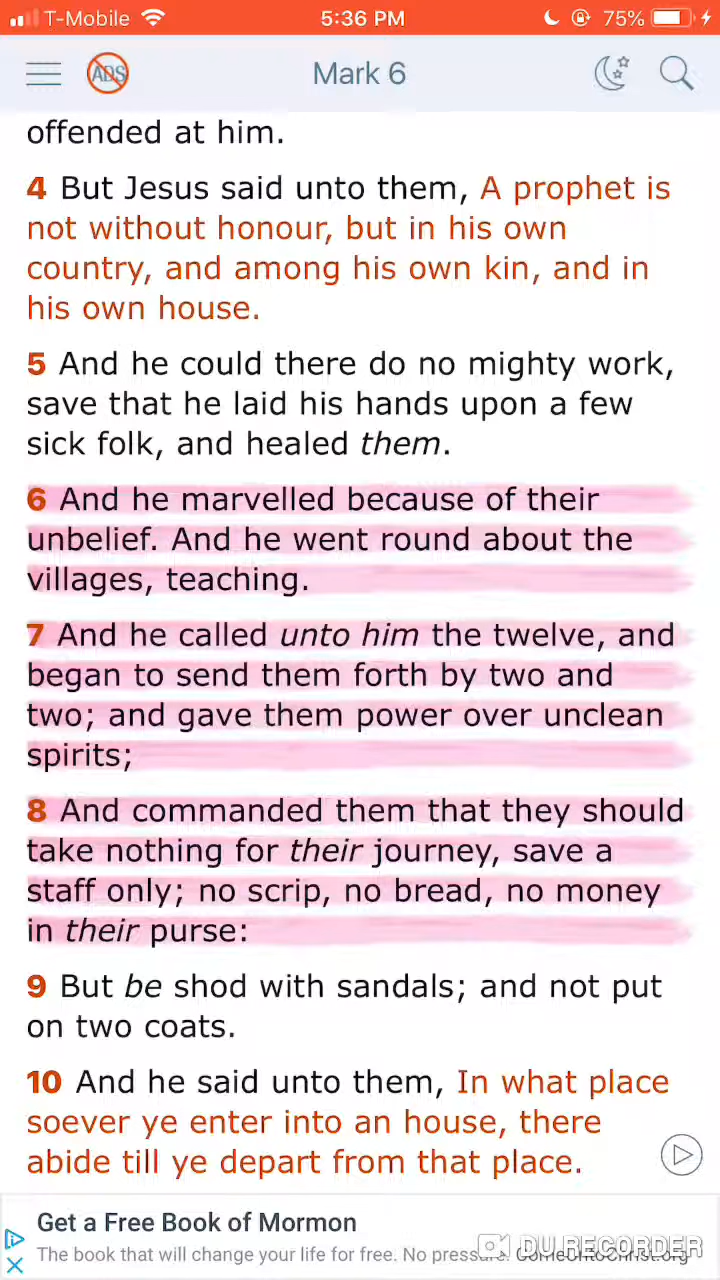 T-Mobile 5:36 PM 75%
ADS Mark 6
offended at him.
4 But Jesus said unto them, A prophet is
not without honour, but in his own
country, and among his own kin, and in
his own house.
5 And he could there do no mighty work,
save that he laid his hands upon a few
sick folk, and healed them.
6 And he marvelled because of their
unbelief. And he went round about the
villages, teaching.
7 And he called unto him the twelve, and
began to send them forth by two and
two; and gave them power over unclean
spirits;
8 And commanded them that they should
take nothing for their journey, save a
staff only; no scrip, no bread, no money
in their purse:
9 But be shod with sandals; and not put
on two coats.
10 And he said unto them, In what place
soever ye enter into an house, there
abide till ye depart from that place.
Get a Free Book of Mormon
The book that will change your life for free. No pressure. ComeUntoChrist.org
DU RECORDER